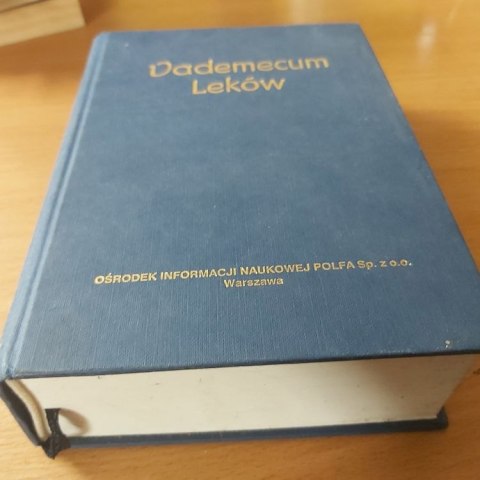 Vademecum
Leków
OŚRODEK INFORMACJI NAUKOWEJ POLFA Sp. z o.o.
Warszawa